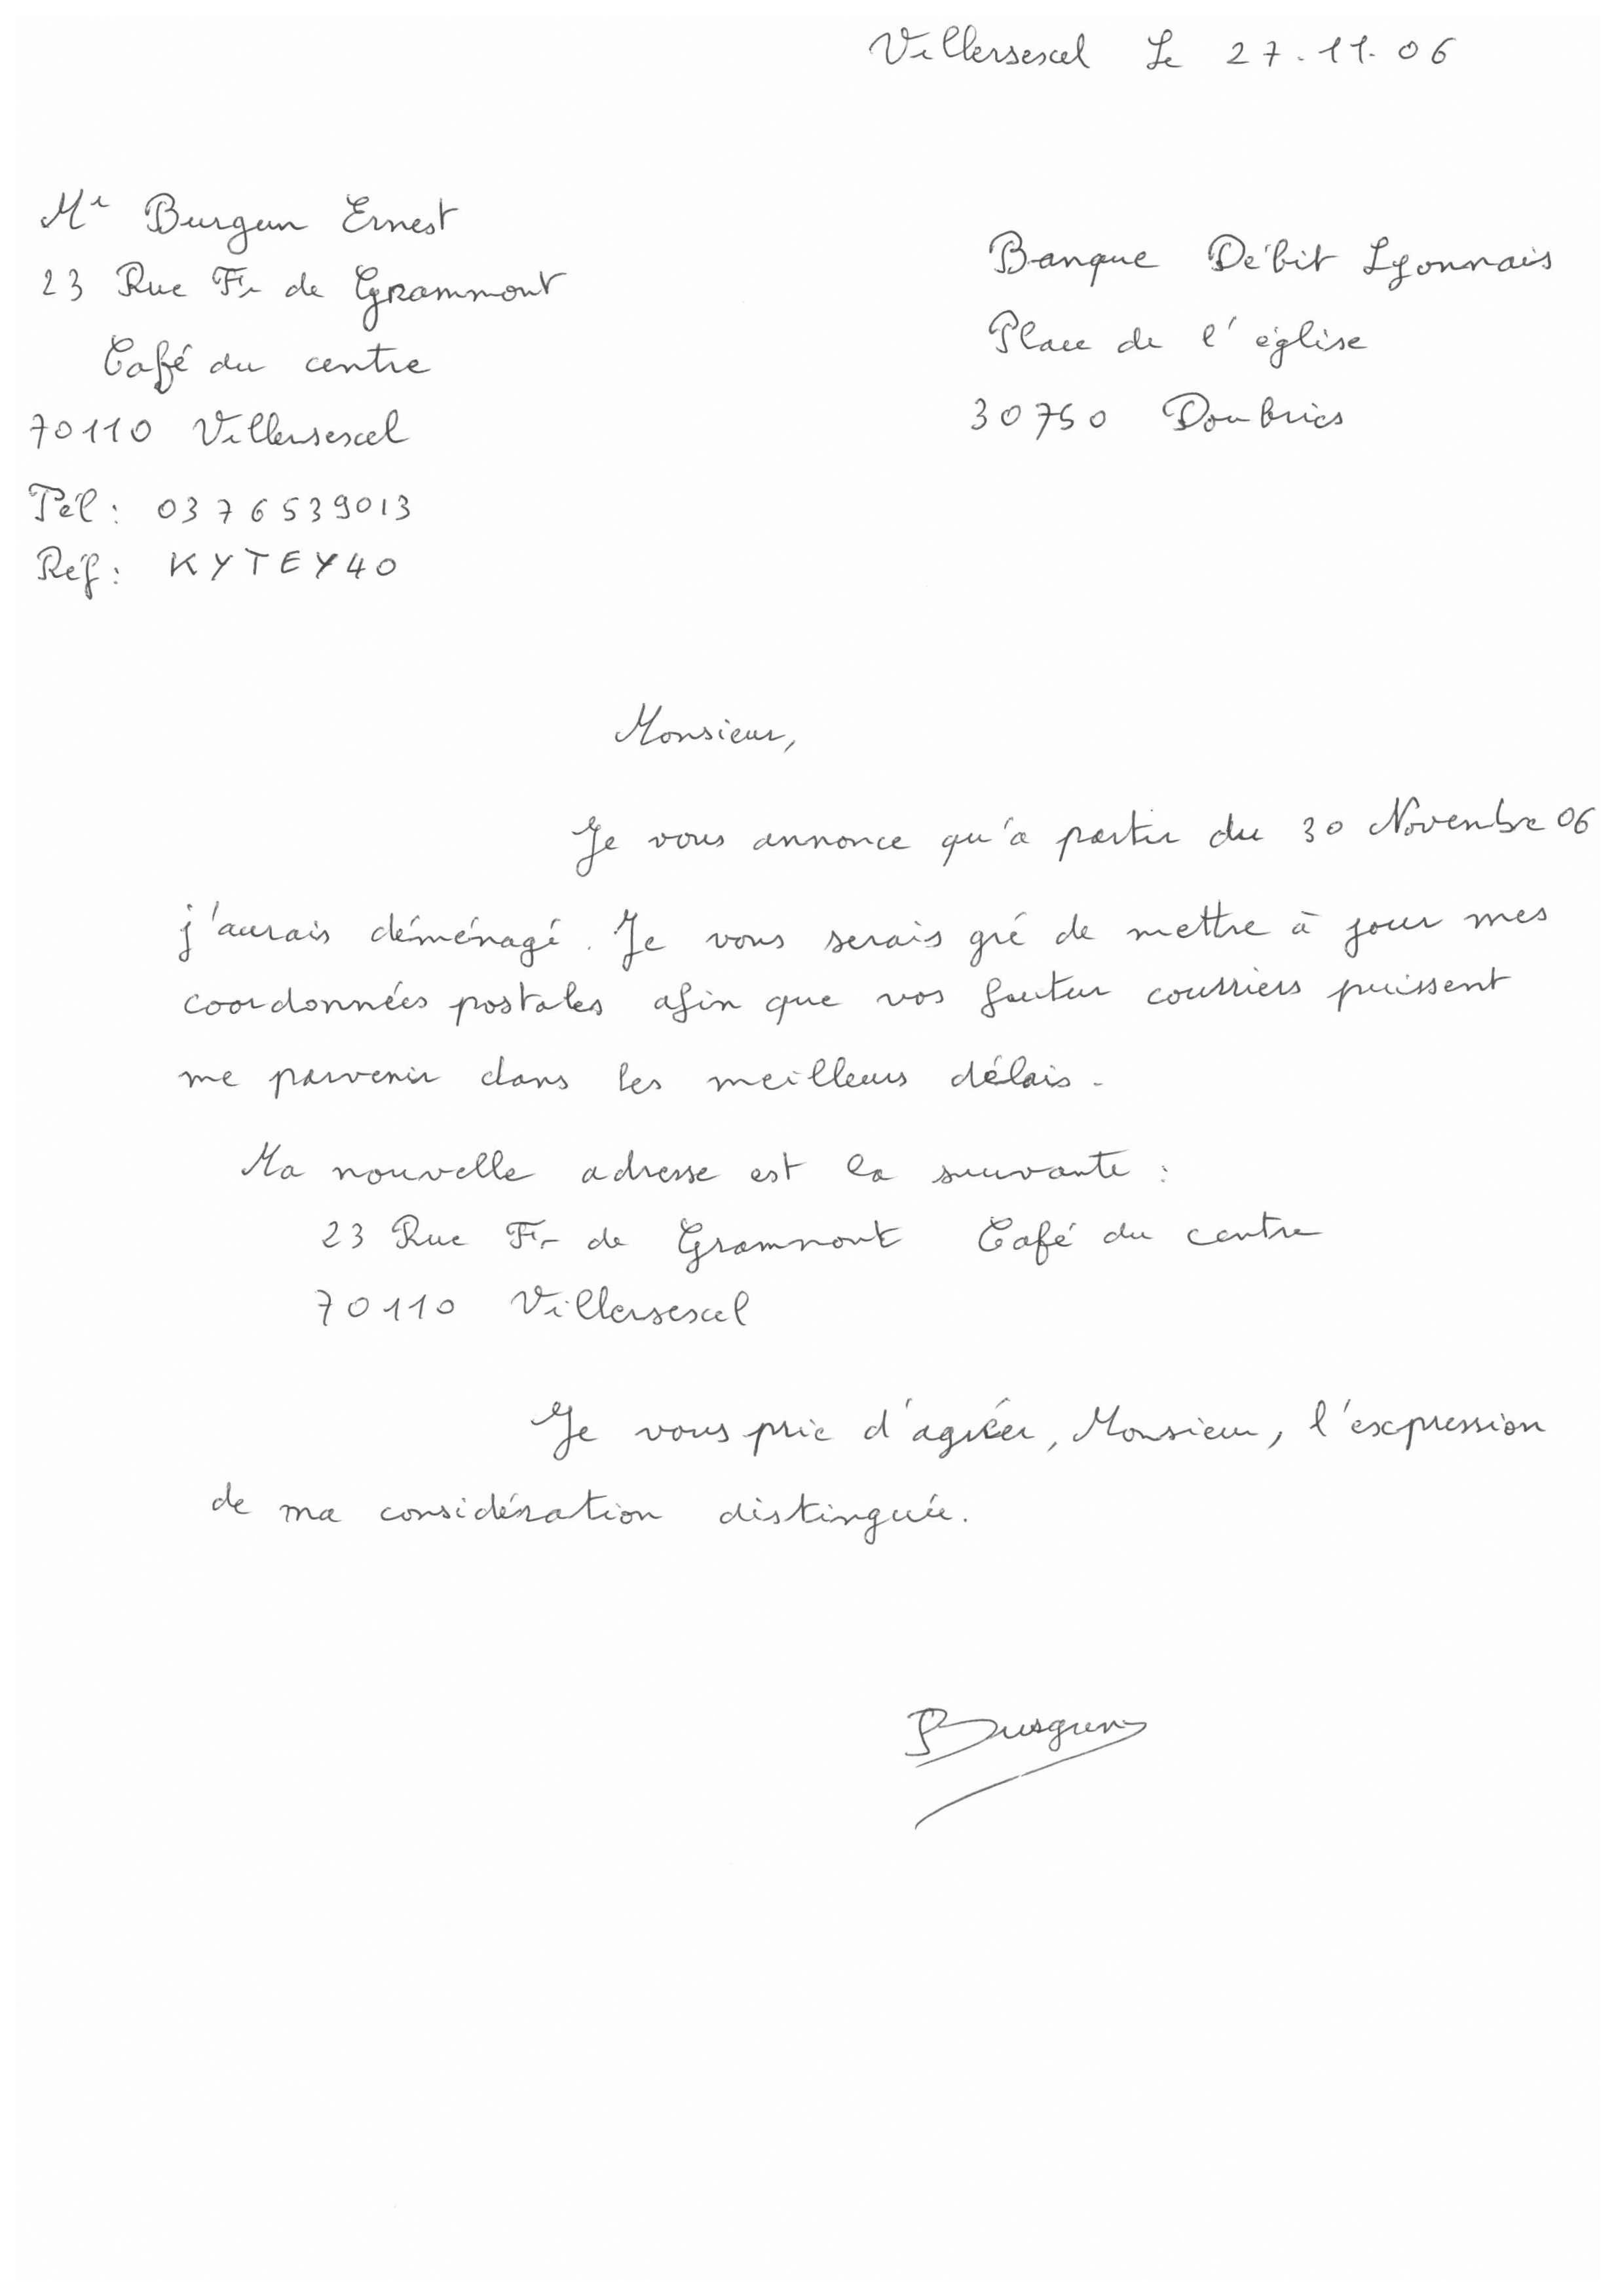 Villersexel Le 27.11.06
Mr Burgun Ernest
23 Rue Fr de Grammont
Café du centre
70110 Villersexel
Tél : 0376539013
Réf : KYTEY40
Banque Débit Lyonnais
Place de l'église
30750 Dourbies
Monsieur,
Je vous annonce qu'à partir du 30 Novembre 06
j'aurais déménagé. Je vous serais gré de mettre à jour mes
coordonnées postales afin que vos futur courriers puissent
me parvenir dans les meilleurs délais.
Ma nouvelle adresse est la suivante :
23 Rue Fr de Grammont Café du centre
70110 Villersexel
Je vous prie d'agréer, Monsieur, l'expression
de ma considération distinguée.
Burgun